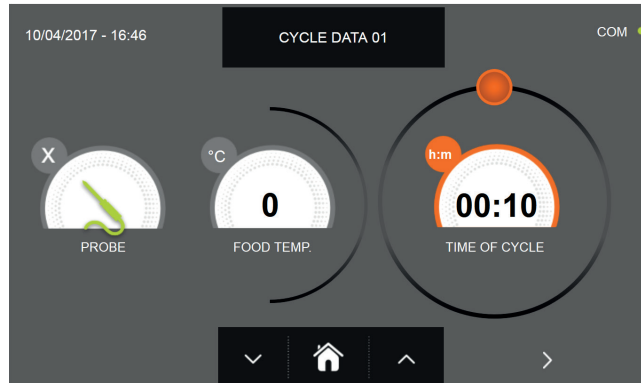 10/04/2017 - 16:46
CYCLE DATA 01
COM
X
PROBE
°C
0
FOOD TEMP.
h:m
00:10
TIME OF CYCLE